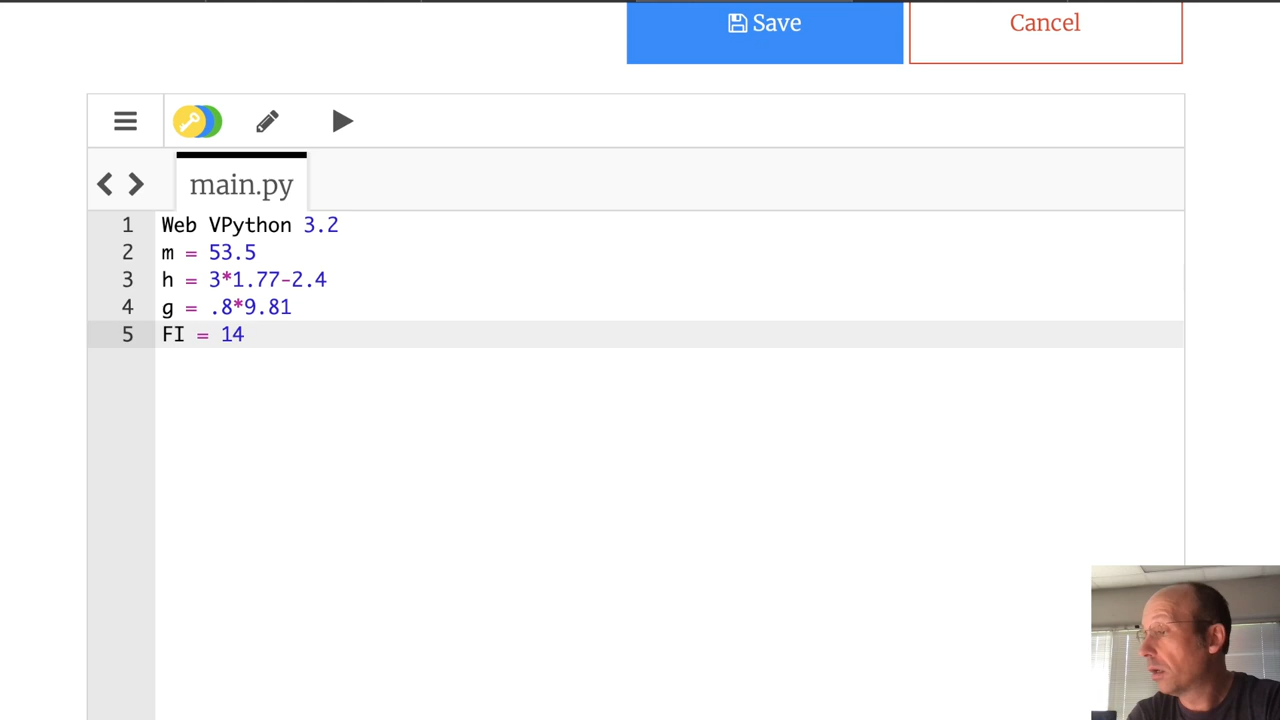 Save
Cancel
main.py
1 Web VPython 3.2
2 m = 53.5
3 h = 3*1.77-2.4
4 g = .8*9.81
5 FI = 14